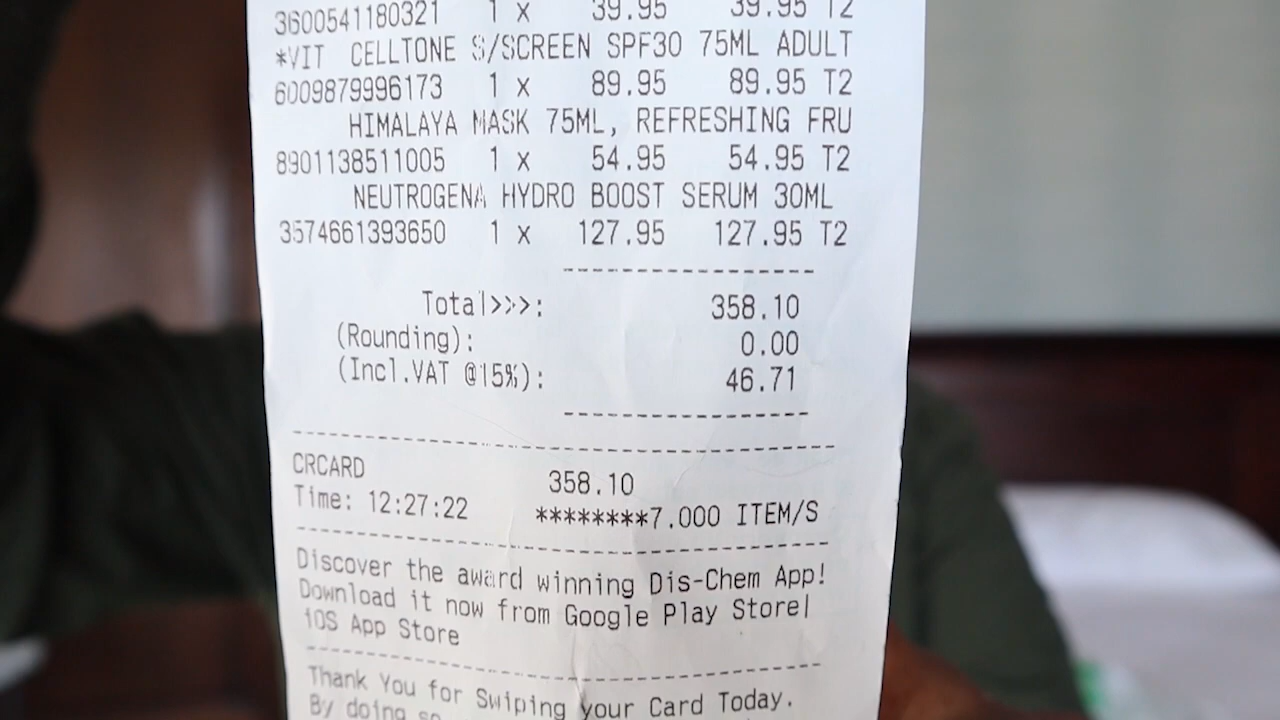 3600541180321 1 x 39.95 39.95 T2
*VIT CELLTONE S/SCREEN SPF30 75ML ADULT
6009879996173 1 x 89.95 89.95 T2
HIMALAYA MASK 75ML, REFRESHING FRU
8901138511005 1 x 54.95 54.95 T2
NEUTROGENA HYDRO BOOST SERUM 30ML
3574661393650 1 x 127.95 127.95 T2
-----------------
Total>>>: 358.10
(Rounding): 0.00
(Incl.VAT @15%): 46.71
-----------------
----------------------------------------
CRCARD 358.10
Time: 12:27:22 ********7.000 ITEM/S
----------------------------------------
Discover the award winning Dis-Chem App!
Download it now from Google Play Store|
iOS App Store
----------------------------------------
Thank You for Swiping your Card Today.
By doing so